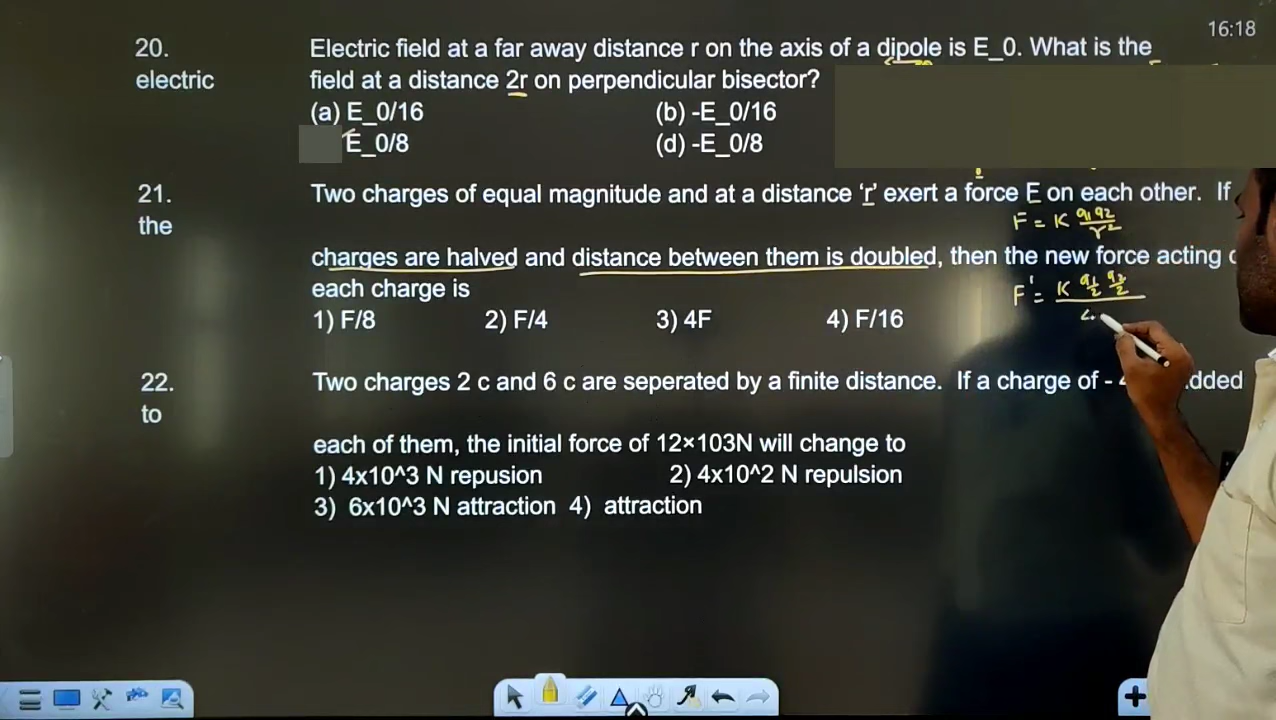 16:18
20. Electric field at a far away distance r on the axis of a dipole is E_0. What is the
electric field at a distance 2r on perpendicular bisector?
(a) E_0/16 (b) -E_0/16
E_0/8 (d) -E_0/8
21. Two charges of equal magnitude and at a distance ‘r’ exert a force E on each other. If
the
F = K q1q2
r2
charges are halved and distance between them is doubled, then the new force acting
each charge is
F' = K q1/2 q2/2
1) F/8 2) F/4 3) 4F 4) F/16
22. Two charges 2 c and 6 c are seperated by a finite distance. If a charge of -
to
each of them, the initial force of 12×103N will change to
1) 4x10^3 N repusion 2) 4x10^2 N repulsion
3) 6x10^3 N attraction 4) attraction